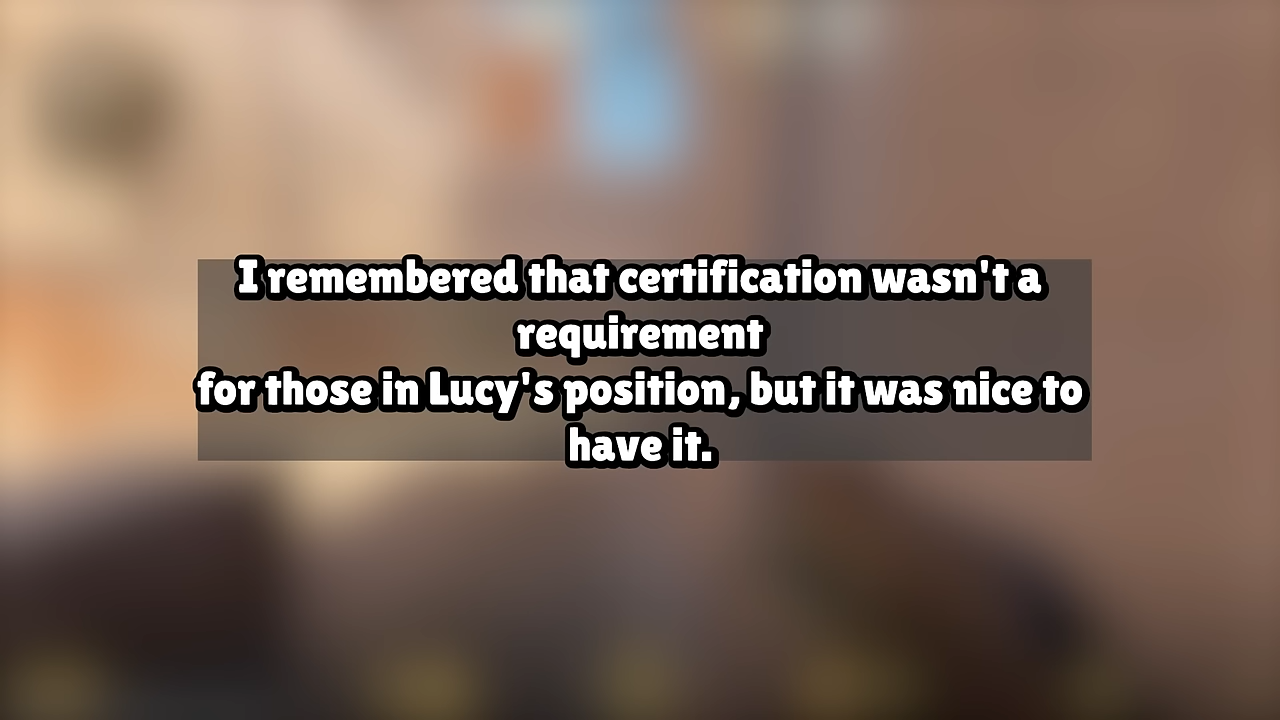 I remembered that certification wasn't a
requirement
for those in Lucy's position, but it was nice to
have it.